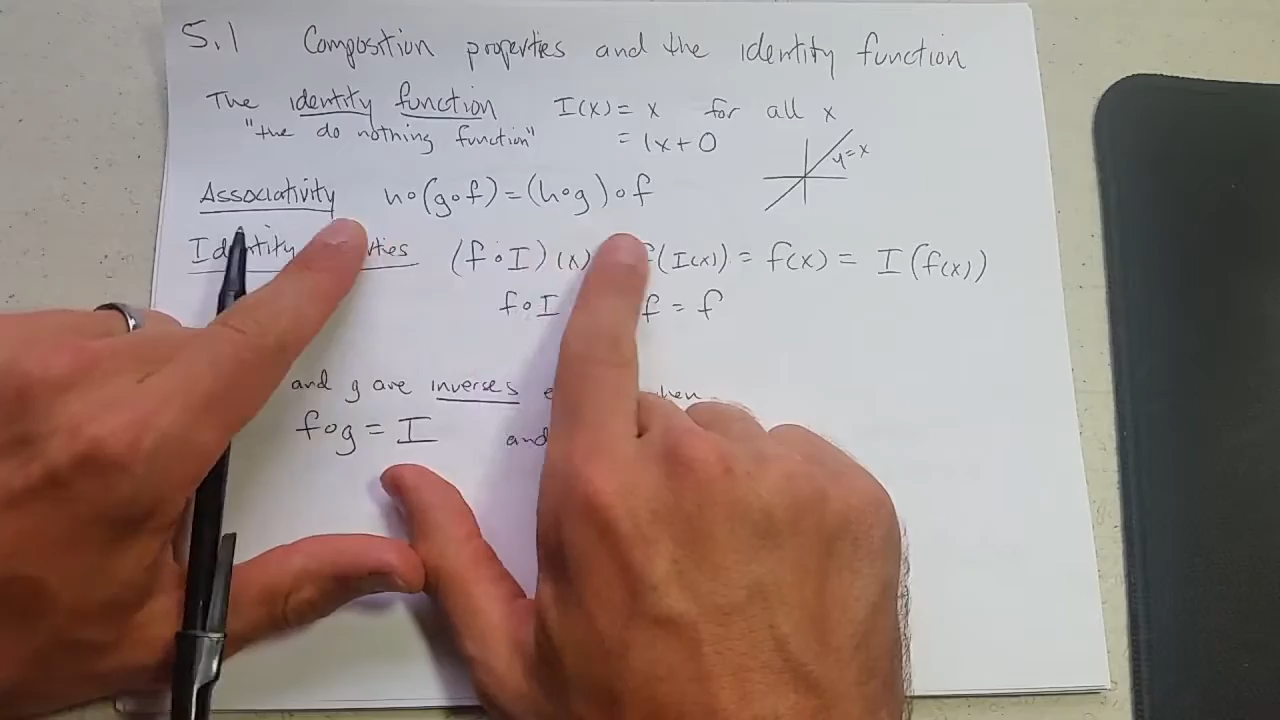 5.1 Composition properties and the identity function
The identity function I(x) = x for all x
"the do nothing function" = 1x + 0
y=x
Associativity h∘(g∘f) = (h∘g)∘f
(f∘I)(x) f(I(x)) = f(x) = I(f(x))
f∘I f = f
and g are inverses
f∘g = I and